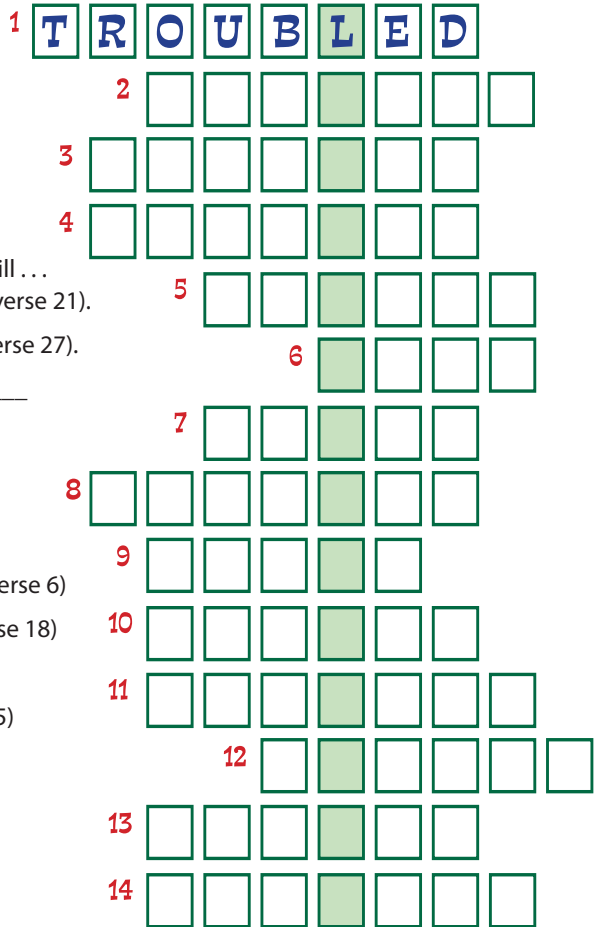 1 TROUBLED
2
3
4
ill . . .
verse 21).
5
erse 27).
6
__
7
8
9
erse 6)
10
se 18)
11
5)
12
13
14